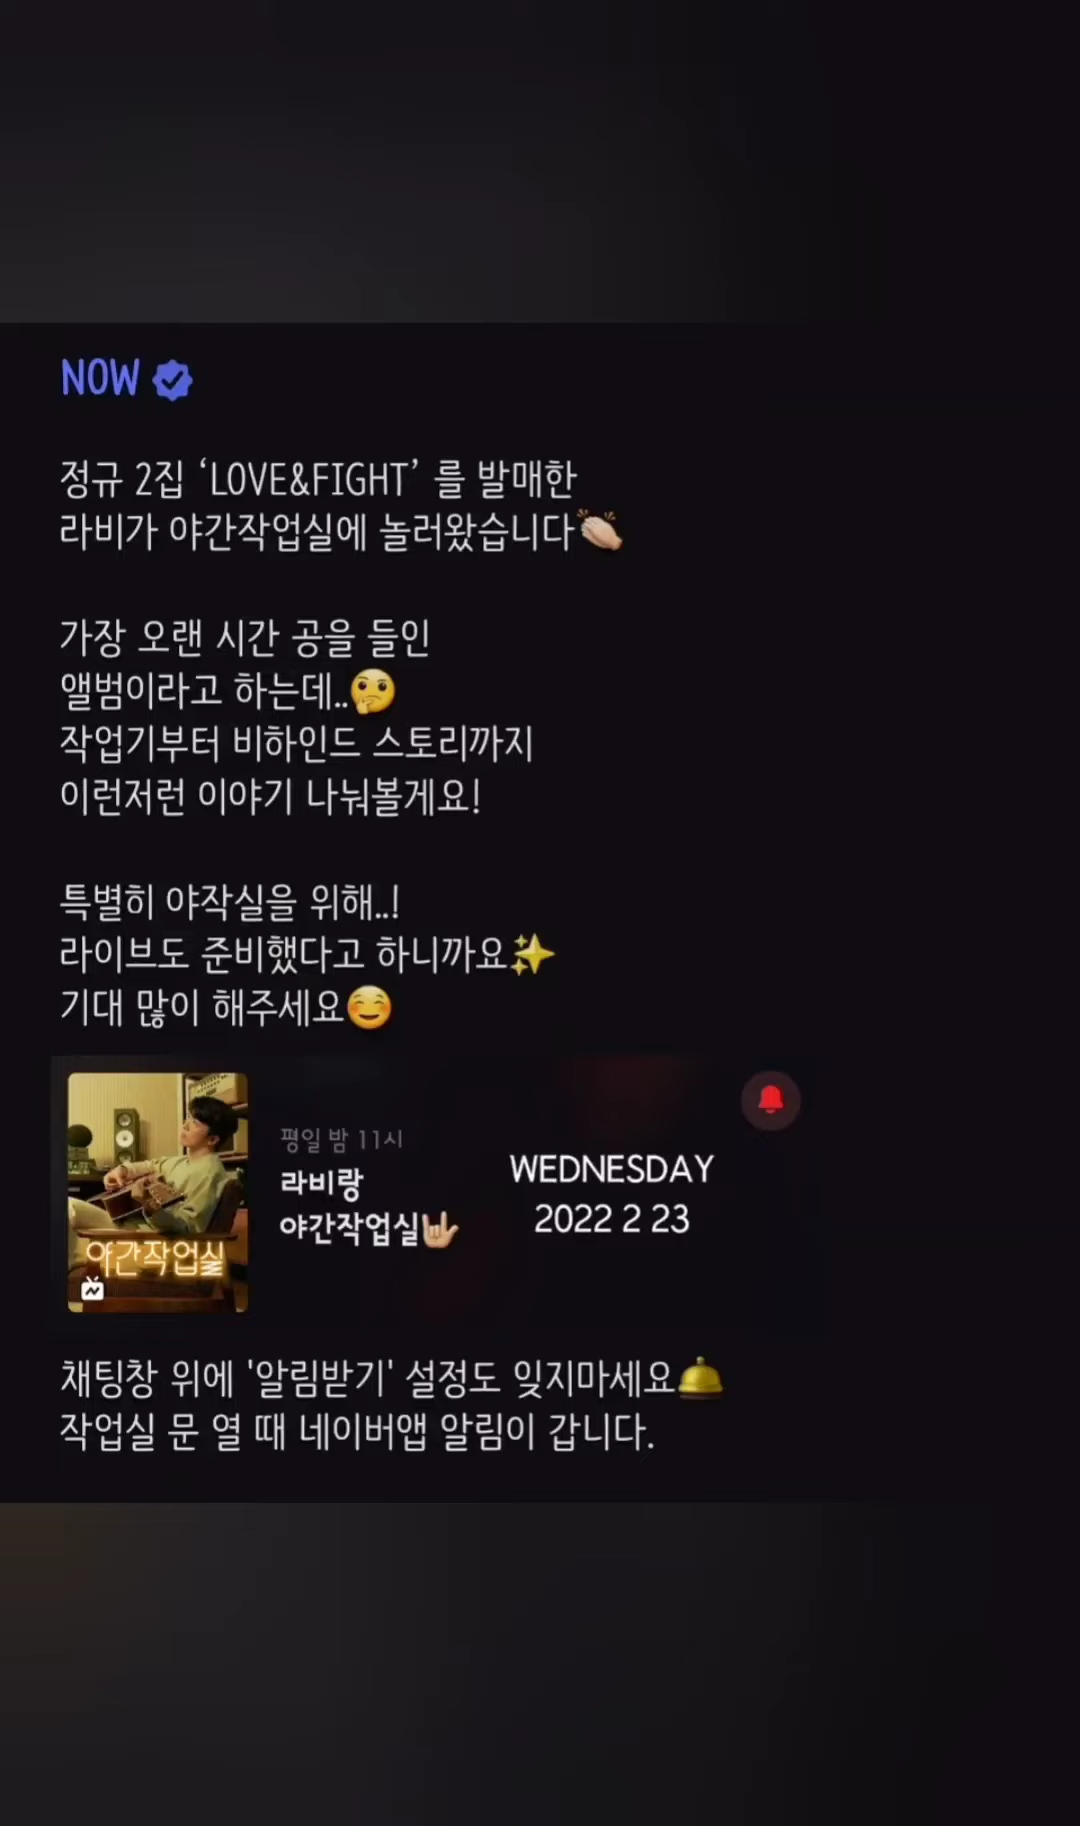 NOW
정규 2집 ‘LOVE&FIGHT’ 를 발매한
라비가 야간작업실에 놀러왔습니다👏🏻
가장 오랜 시간 공을 들인
앨범이라고 하는데..🤔
작업기부터 비하인드 스토리까지
이런저런 이야기 나눠볼게요!
특별히 야작실을 위해..!
라이브도 준비했다고 하니까요✨
기대 많이 해주세요☺️
야간작업실
평일 밤 11시
라비랑
야간작업실🤟🏻
WEDNESDAY
2022 2 23
채팅창 위에 '알림받기' 설정도 잊지마세요🛎️
작업실 문 열 때 네이버앱 알림이 갑니다.